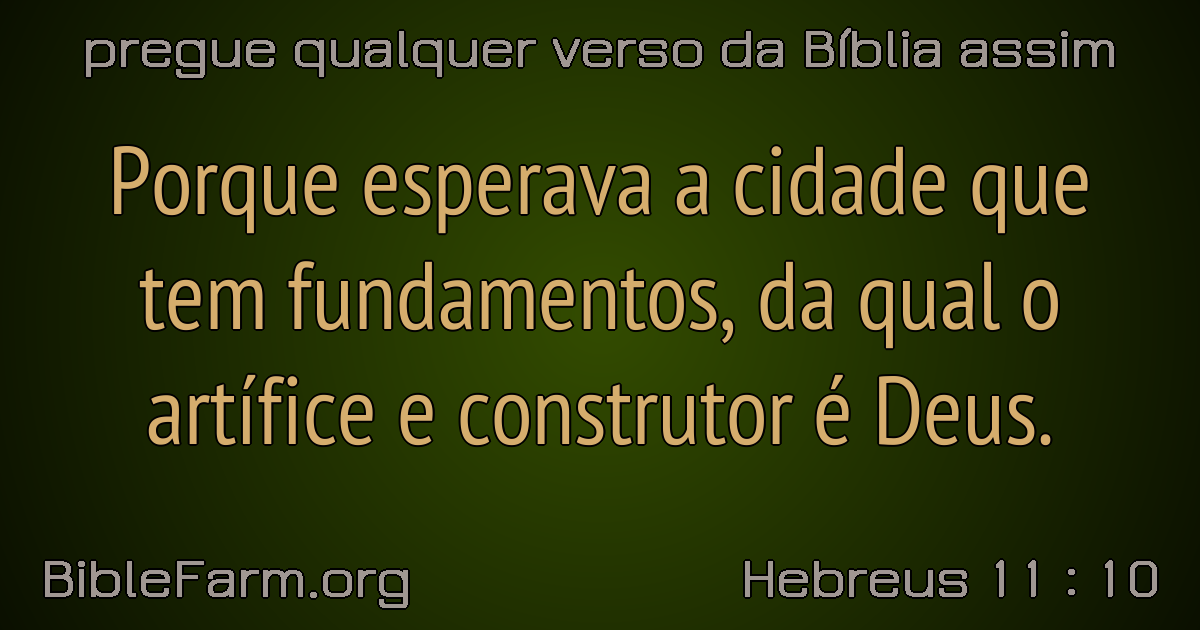 pregue qualquer verso da Bíblia assim
Porque esperava a cidade que
tem fundamentos, da qual o
artífice e construtor é Deus.
BibleFarm.org
Hebreus 11 : 10